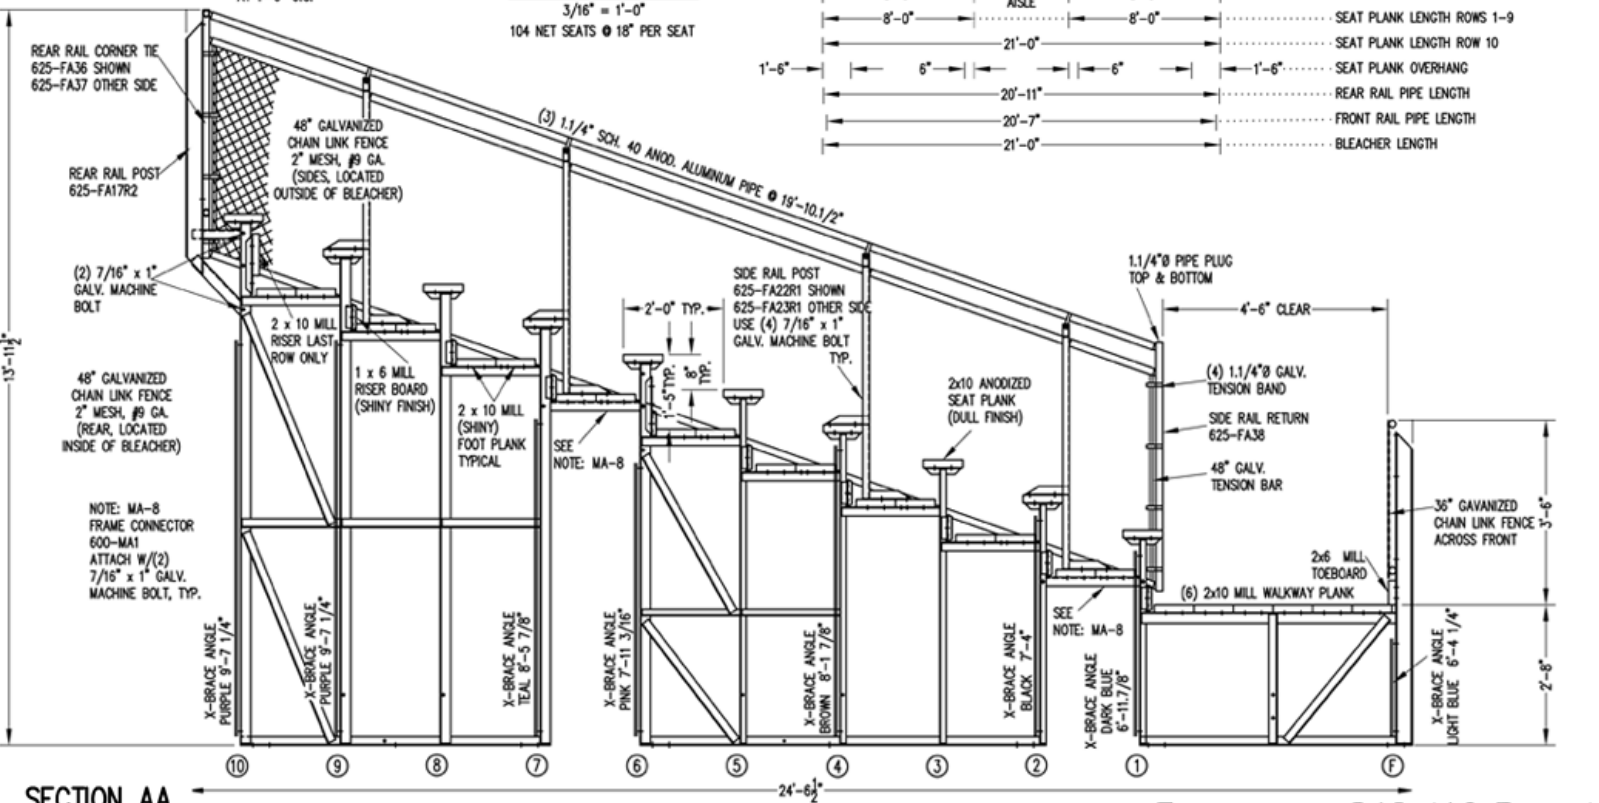 3/16" = 1'-0"
104 NET SEATS @ 18" PER SEAT
AISLE
8'-0"
8'-0"
SEAT PLANK LENGTH ROWS 1-9
21'-0"
SEAT PLANK LENGTH ROW 10
1'-6"
6"
6"
1'-6"
SEAT PLANK OVERHANG
20'-11"
REAR RAIL PIPE LENGTH
20'-7"
FRONT RAIL PIPE LENGTH
21'-0"
BLEACHER LENGTH
REAR RAIL CORNER TIE
625-FA36 SHOWN
625-FA37 OTHER SIDE
48" GALVANIZED
CHAIN LINK FENCE
2" MESH, #9 GA.
(SIDES, LOCATED
OUTSIDE OF BLEACHER)
(3) 1.1/4" SCH. 40 ANOD. ALUMINUM PIPE @ 19'-10.1/2"
REAR RAIL POST
625-FA17R2
(2) 7/16" x 1"
GALV. MACHINE
BOLT
13'-11½"
2 x 10 MILL
RISER LAST
ROW ONLY
1 x 6 MILL
RISER BOARD
(SHINY FINISH)
2 x 10 MILL
(SHINY)
FOOT PLANK
TYPICAL
SEE
NOTE: MA-8
2'-0" TYP.
1'-5" TYP.
8"
TYP.
SIDE RAIL POST
625-FA22R1 SHOWN
625-FA23R1 OTHER SIDE
USE (4) 7/16" x 1"
GALV. MACHINE BOLT
TYP.
2x10 ANODIZED
SEAT PLANK
(DULL FINISH)
1.1/4"Ø PIPE PLUG
TOP & BOTTOM
4'-6" CLEAR
(4) 1.1/4"Ø GALV.
TENSION BAND
SIDE RAIL RETURN
625-FA38
48" GALV.
TENSION BAR
36" GAVANIZED
CHAIN LINK FENCE
ACROSS FRONT
3'-6"
2x6 MILL
TOEBOARD
(6) 2x10 MILL WALKWAY PLANK
SEE
NOTE: MA-8
2'-8"
48" GALVANIZED
CHAIN LINK FENCE
2" MESH, #9 GA.
(REAR, LOCATED
INSIDE OF BLEACHER)
NOTE: MA-8
FRAME CONNECTOR
600-MA1
ATTACH W/(2)
7/16" x 1" GALV.
MACHINE BOLT, TYP.
X-BRACE ANGLE
PURPLE 9'-7 1/4"
X-BRACE ANGLE
PURPLE 9'-7 1/4"
X-BRACE ANGLE
TEAL 8'-5 7/8"
X-BRACE ANGLE
PINK 7'-11 3/16"
X-BRACE ANGLE
BROWN 8'-1 7/8"
X-BRACE ANGLE
BLACK 7'-4"
X-BRACE ANGLE
DARK BLUE
6'-11.7/8"
X-BRACE ANGLE
LIGHT BLUE 6'-4 1/4"
10
9
8
7
6
5
4
3
2
1
F
24'-6½"
SECTION AA